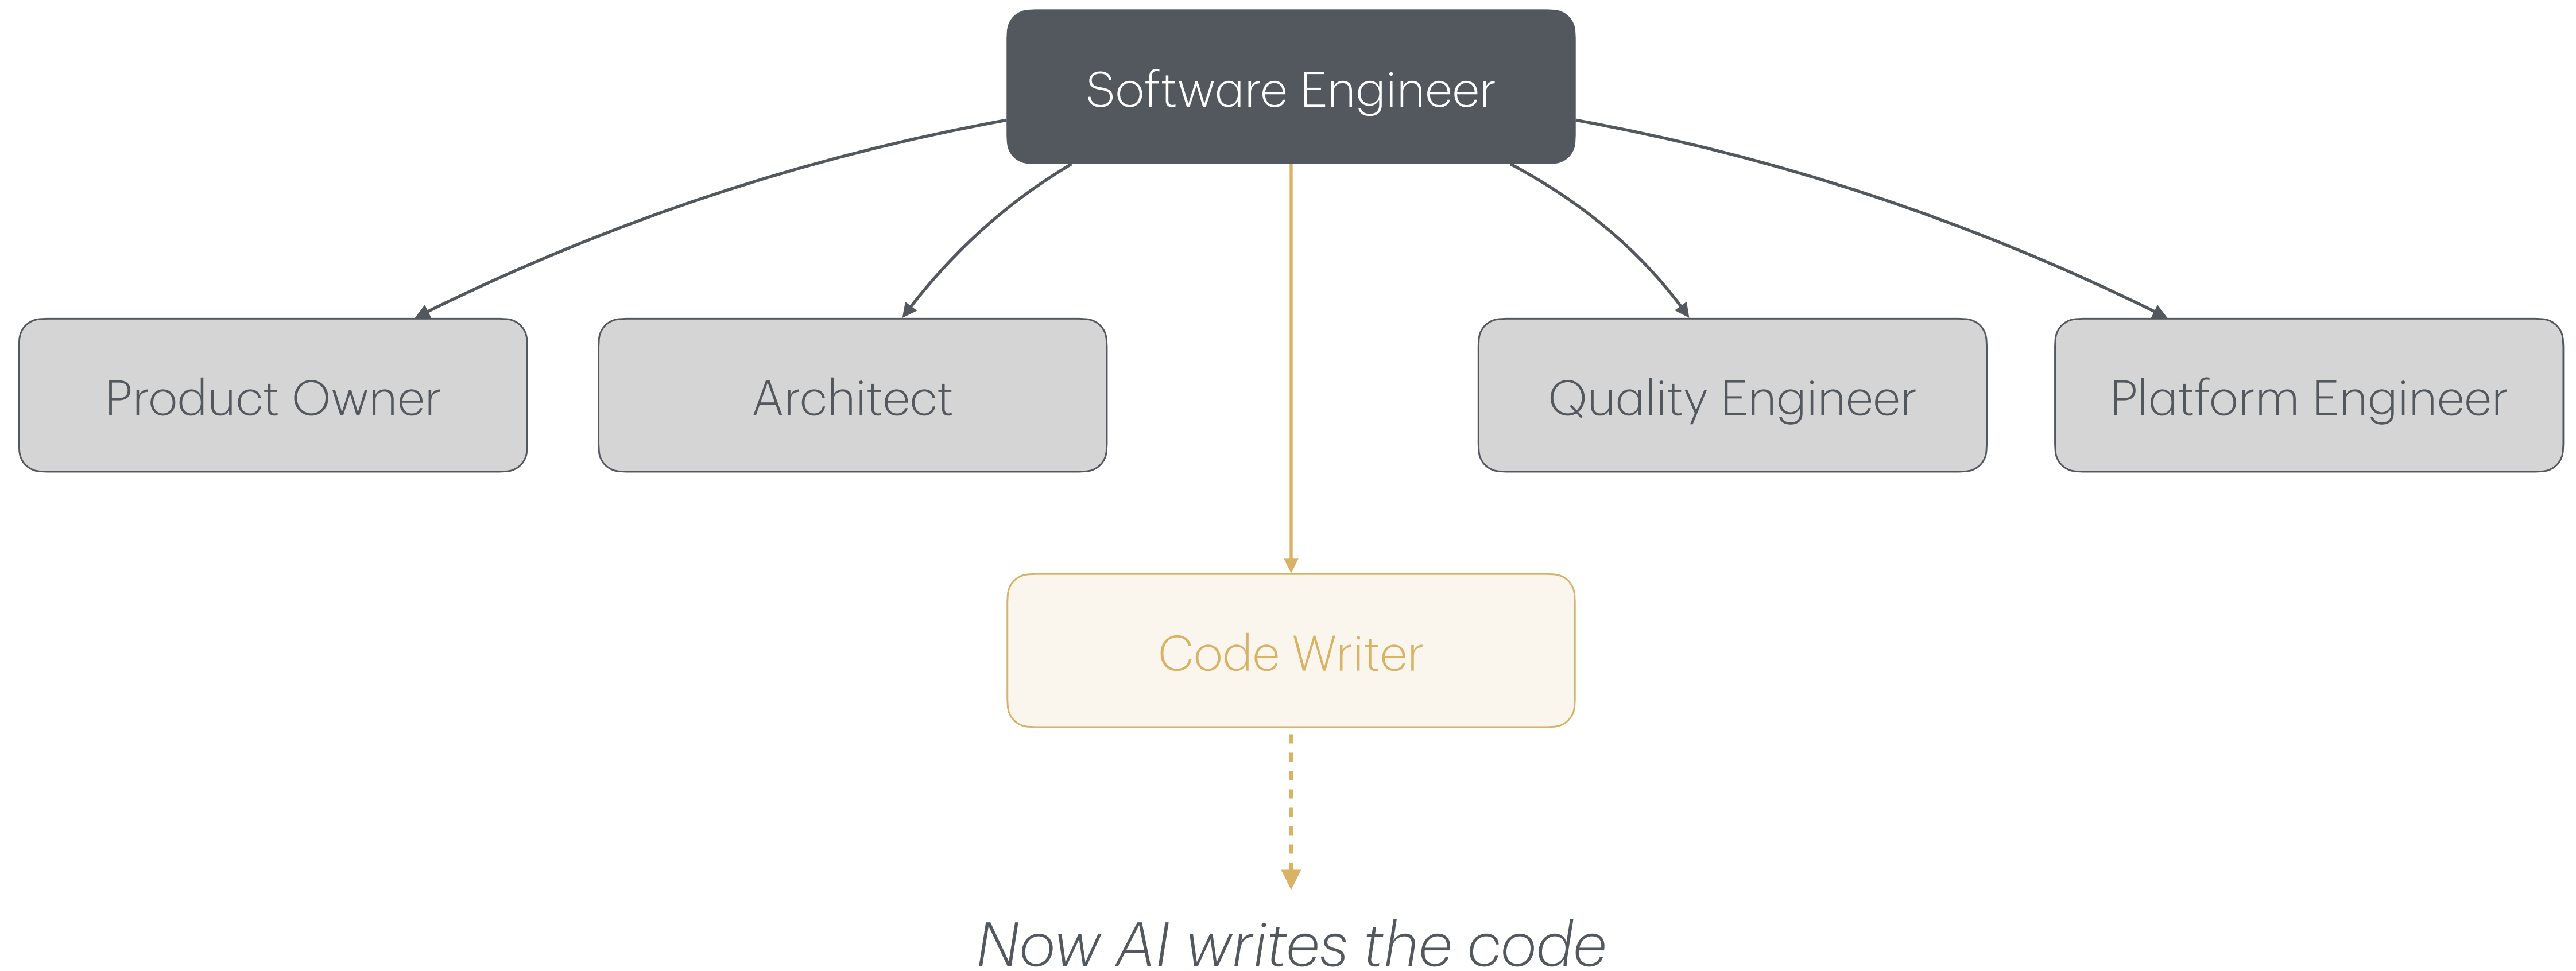 Software Engineer
Product Owner
Architect
Quality Engineer
Platform Engineer
Code Writer
Now AI writes the code